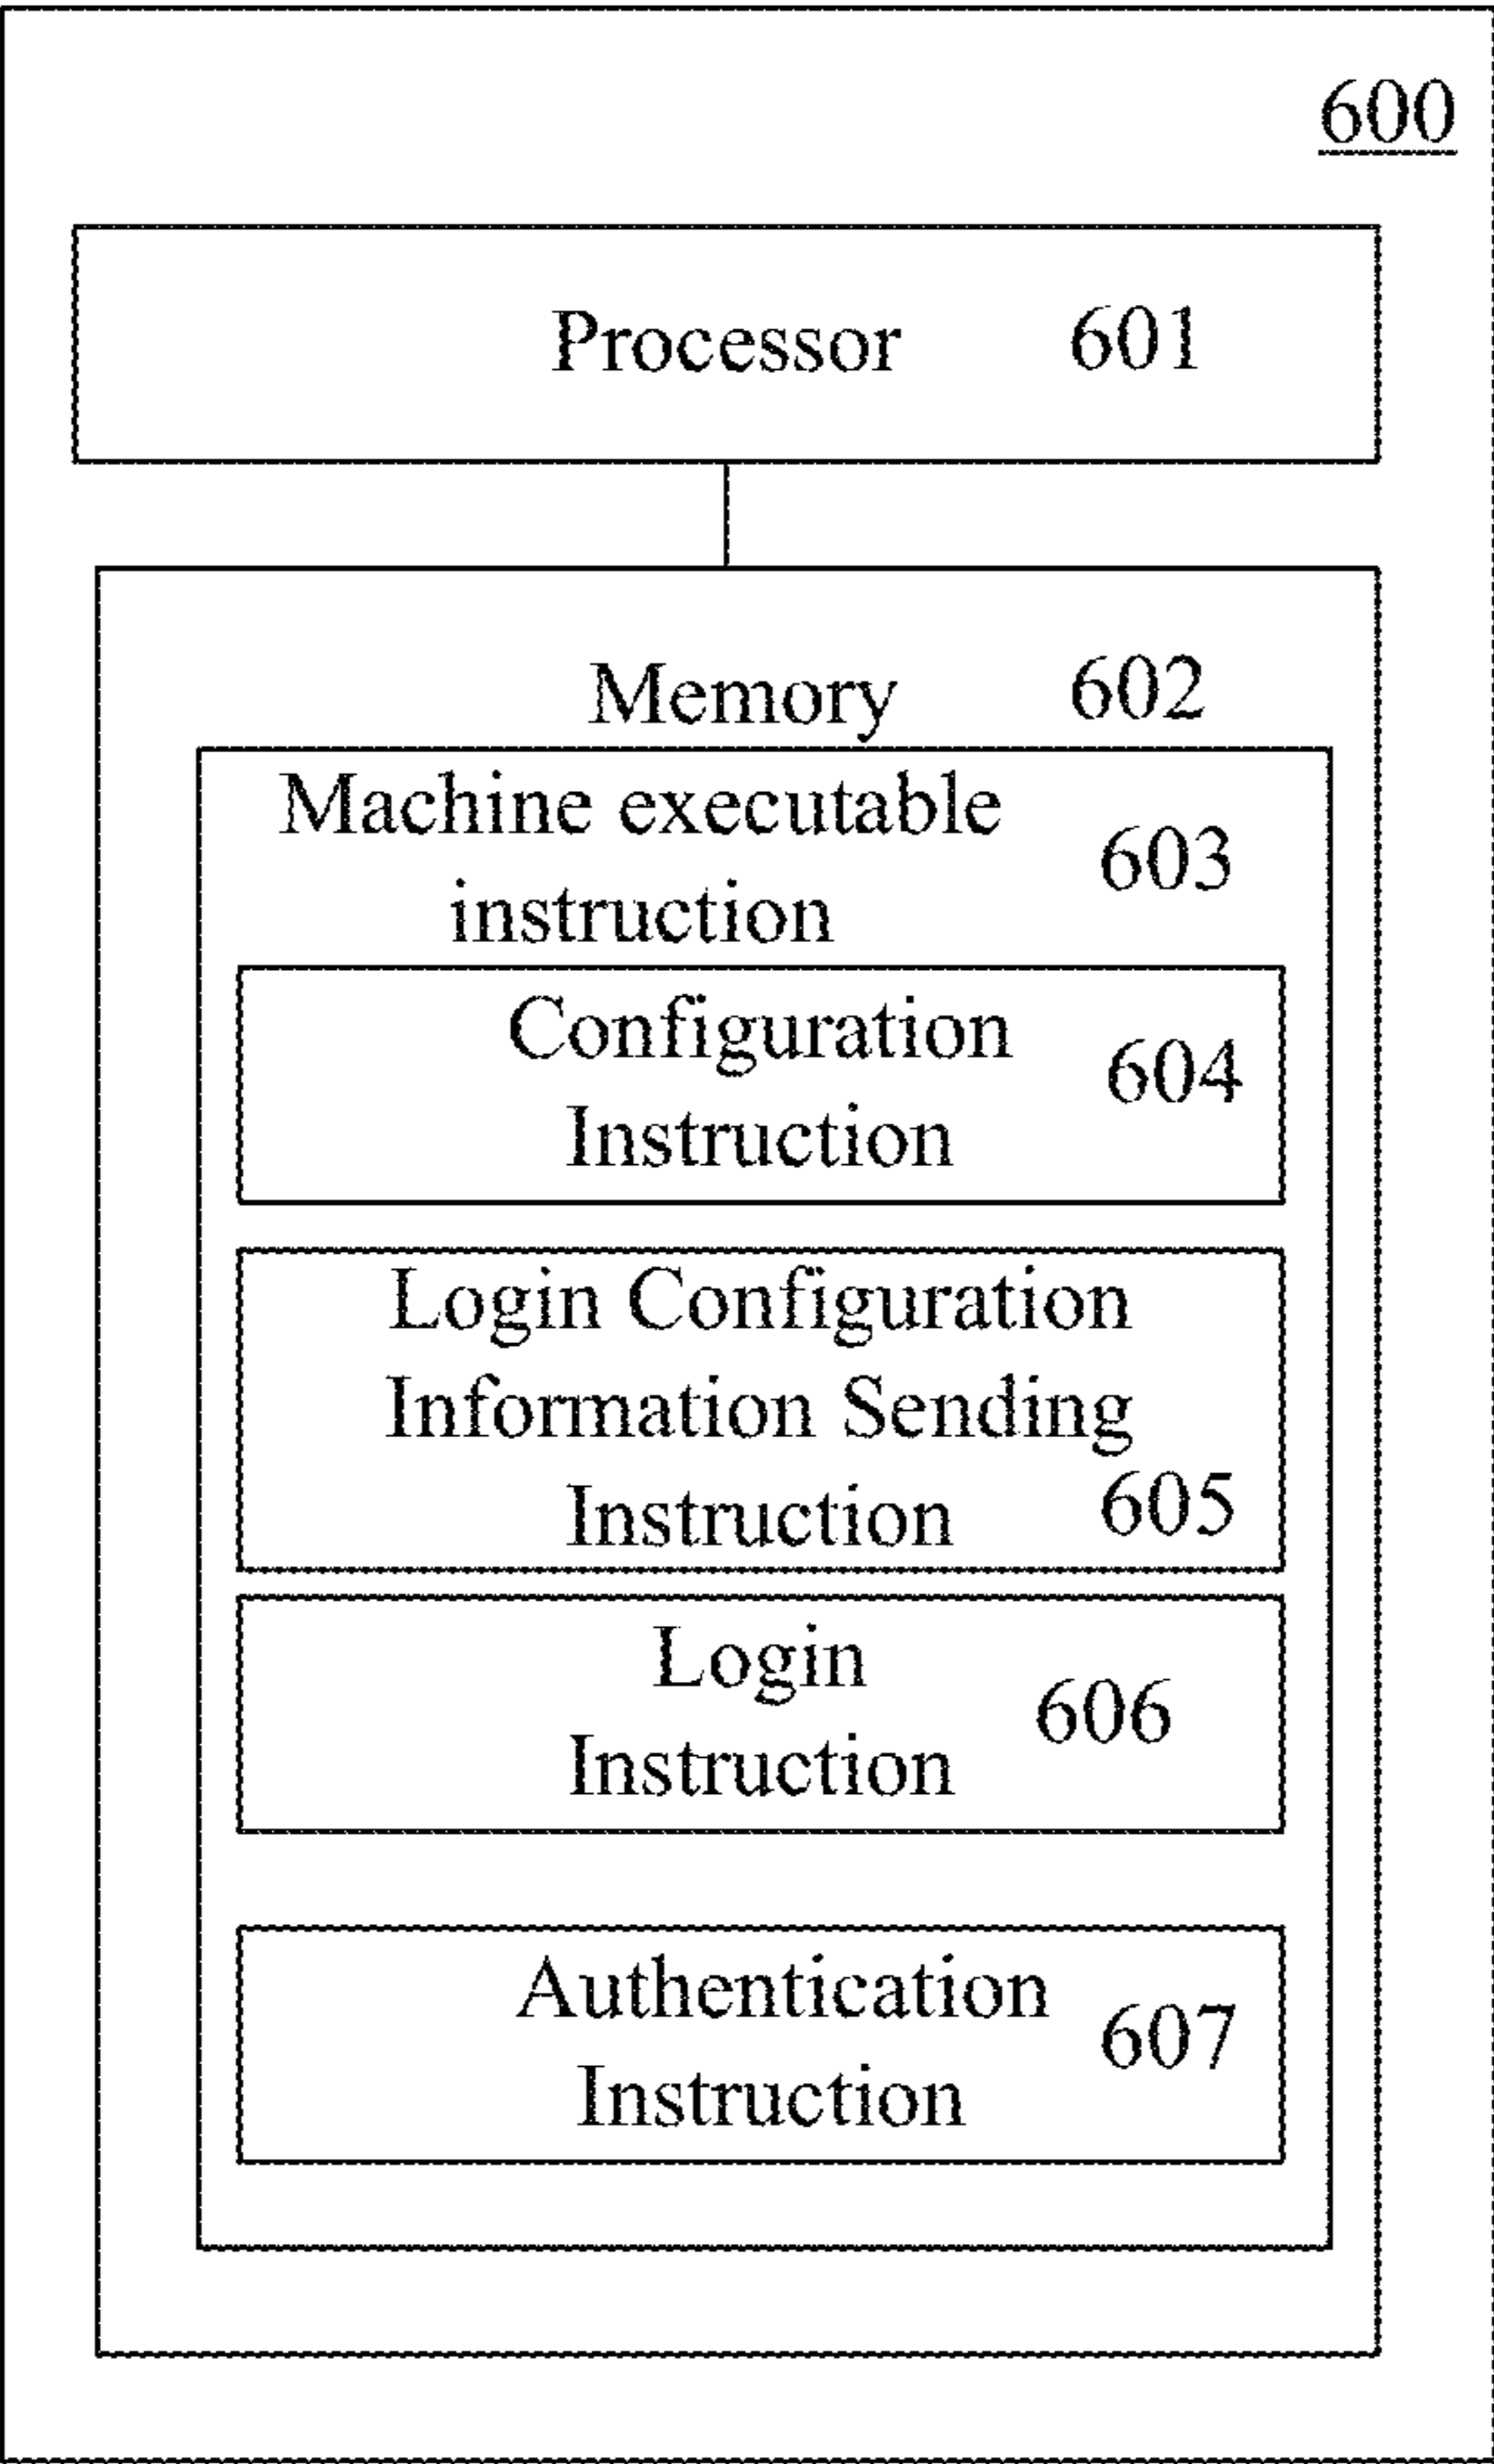 600
Processor 601
Memory 602
Machine executable
603
instruction
Configuration
604
Instruction
Login Configuration
Information Sending
Instruction 605
Login
606
Instruction
Authentication
607
Instruction